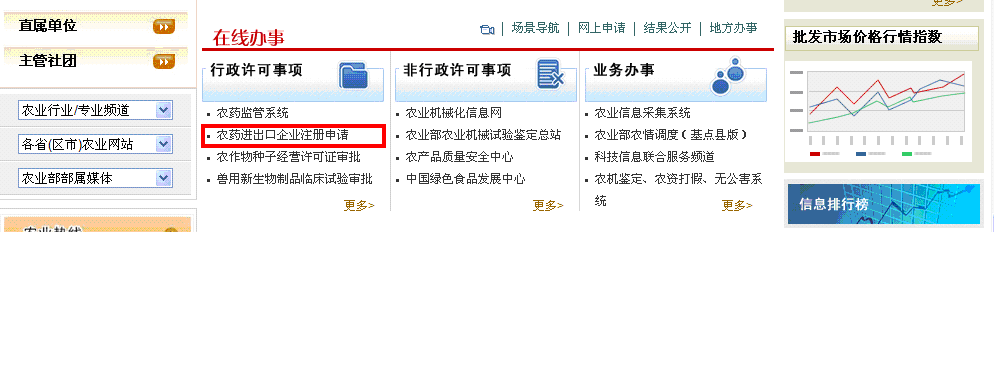 直属单位
主管社团
农业行业/专业频道
各省(区市)农业网站
农业部部属媒体
农业热线
在线办事
场景导航 | 网上申请 | 结果公开 | 地方办事
行政许可事项
农药监管系统
农药进出口企业注册申请
农作物种子经营许可证审批
兽用新生物制品临床试验审批
更多>
非行政许可事项
农业机械化信息网
农业部农业机械试验鉴定总站
农产品质量安全中心
中国绿色食品发展中心
更多>
业务办事
农业信息采集系统
农业部农情调度（基点县版）
科技信息联合服务频道
农机鉴定、农资打假、无公害系
统
更多>
更多>
批发市场价格行情指数
信息排行榜